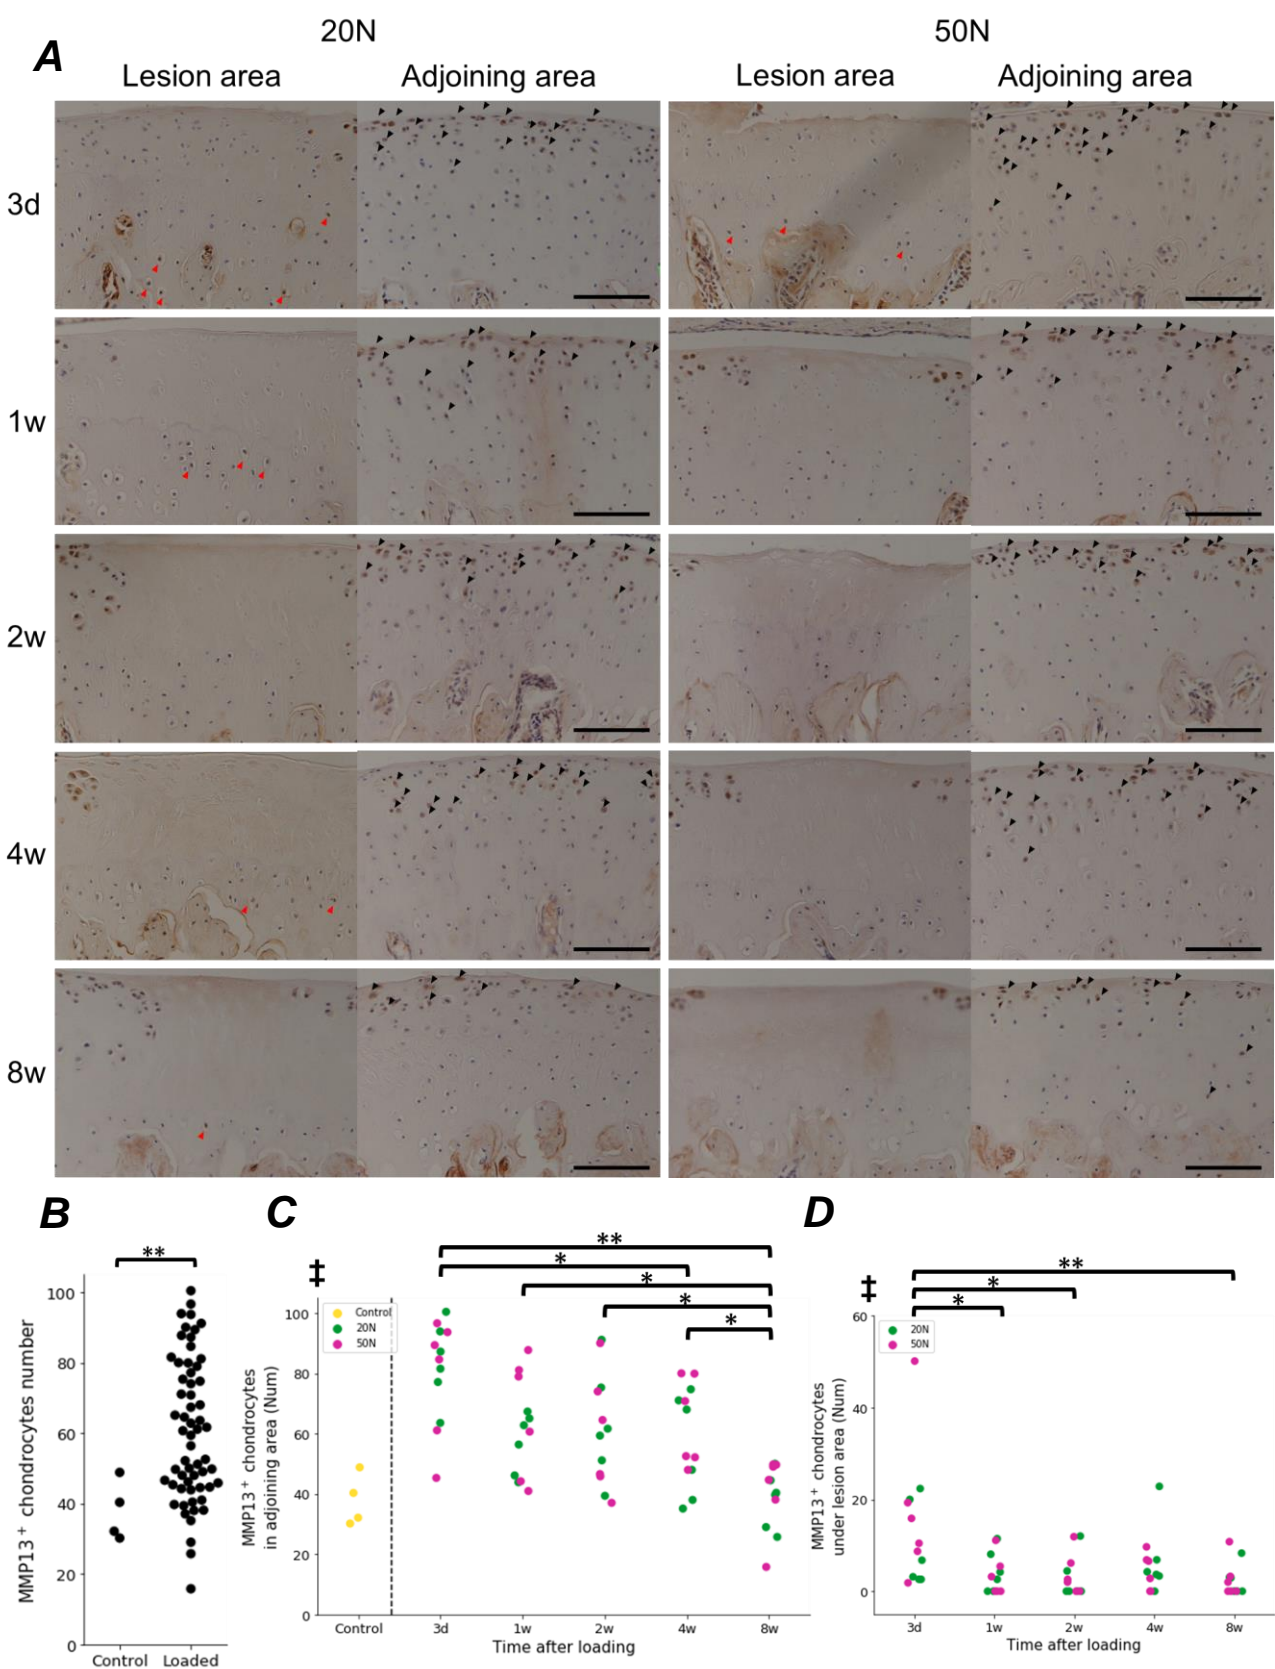 20N 50N
A
Lesion area Adjoining area Lesion area Adjoining area
3d
1w
2w
4w
8w
B
**
MMP13+ chondrocytes number
100
80
60
40
20
0
Control Loaded
C
‡
**
*
*
*
*
Control
20N
50N
MMP13+ chondrocytes
in adjoining area (Num)
100
80
60
40
20
0
Control 3d 1w 2w 4w 8w
Time after loading
D
‡
**
*
*
20N
50N
MMP13+ chondrocytes
under lesion area (Num)
60
40
20
0
3d 1w 2w 4w 8w
Time after loading